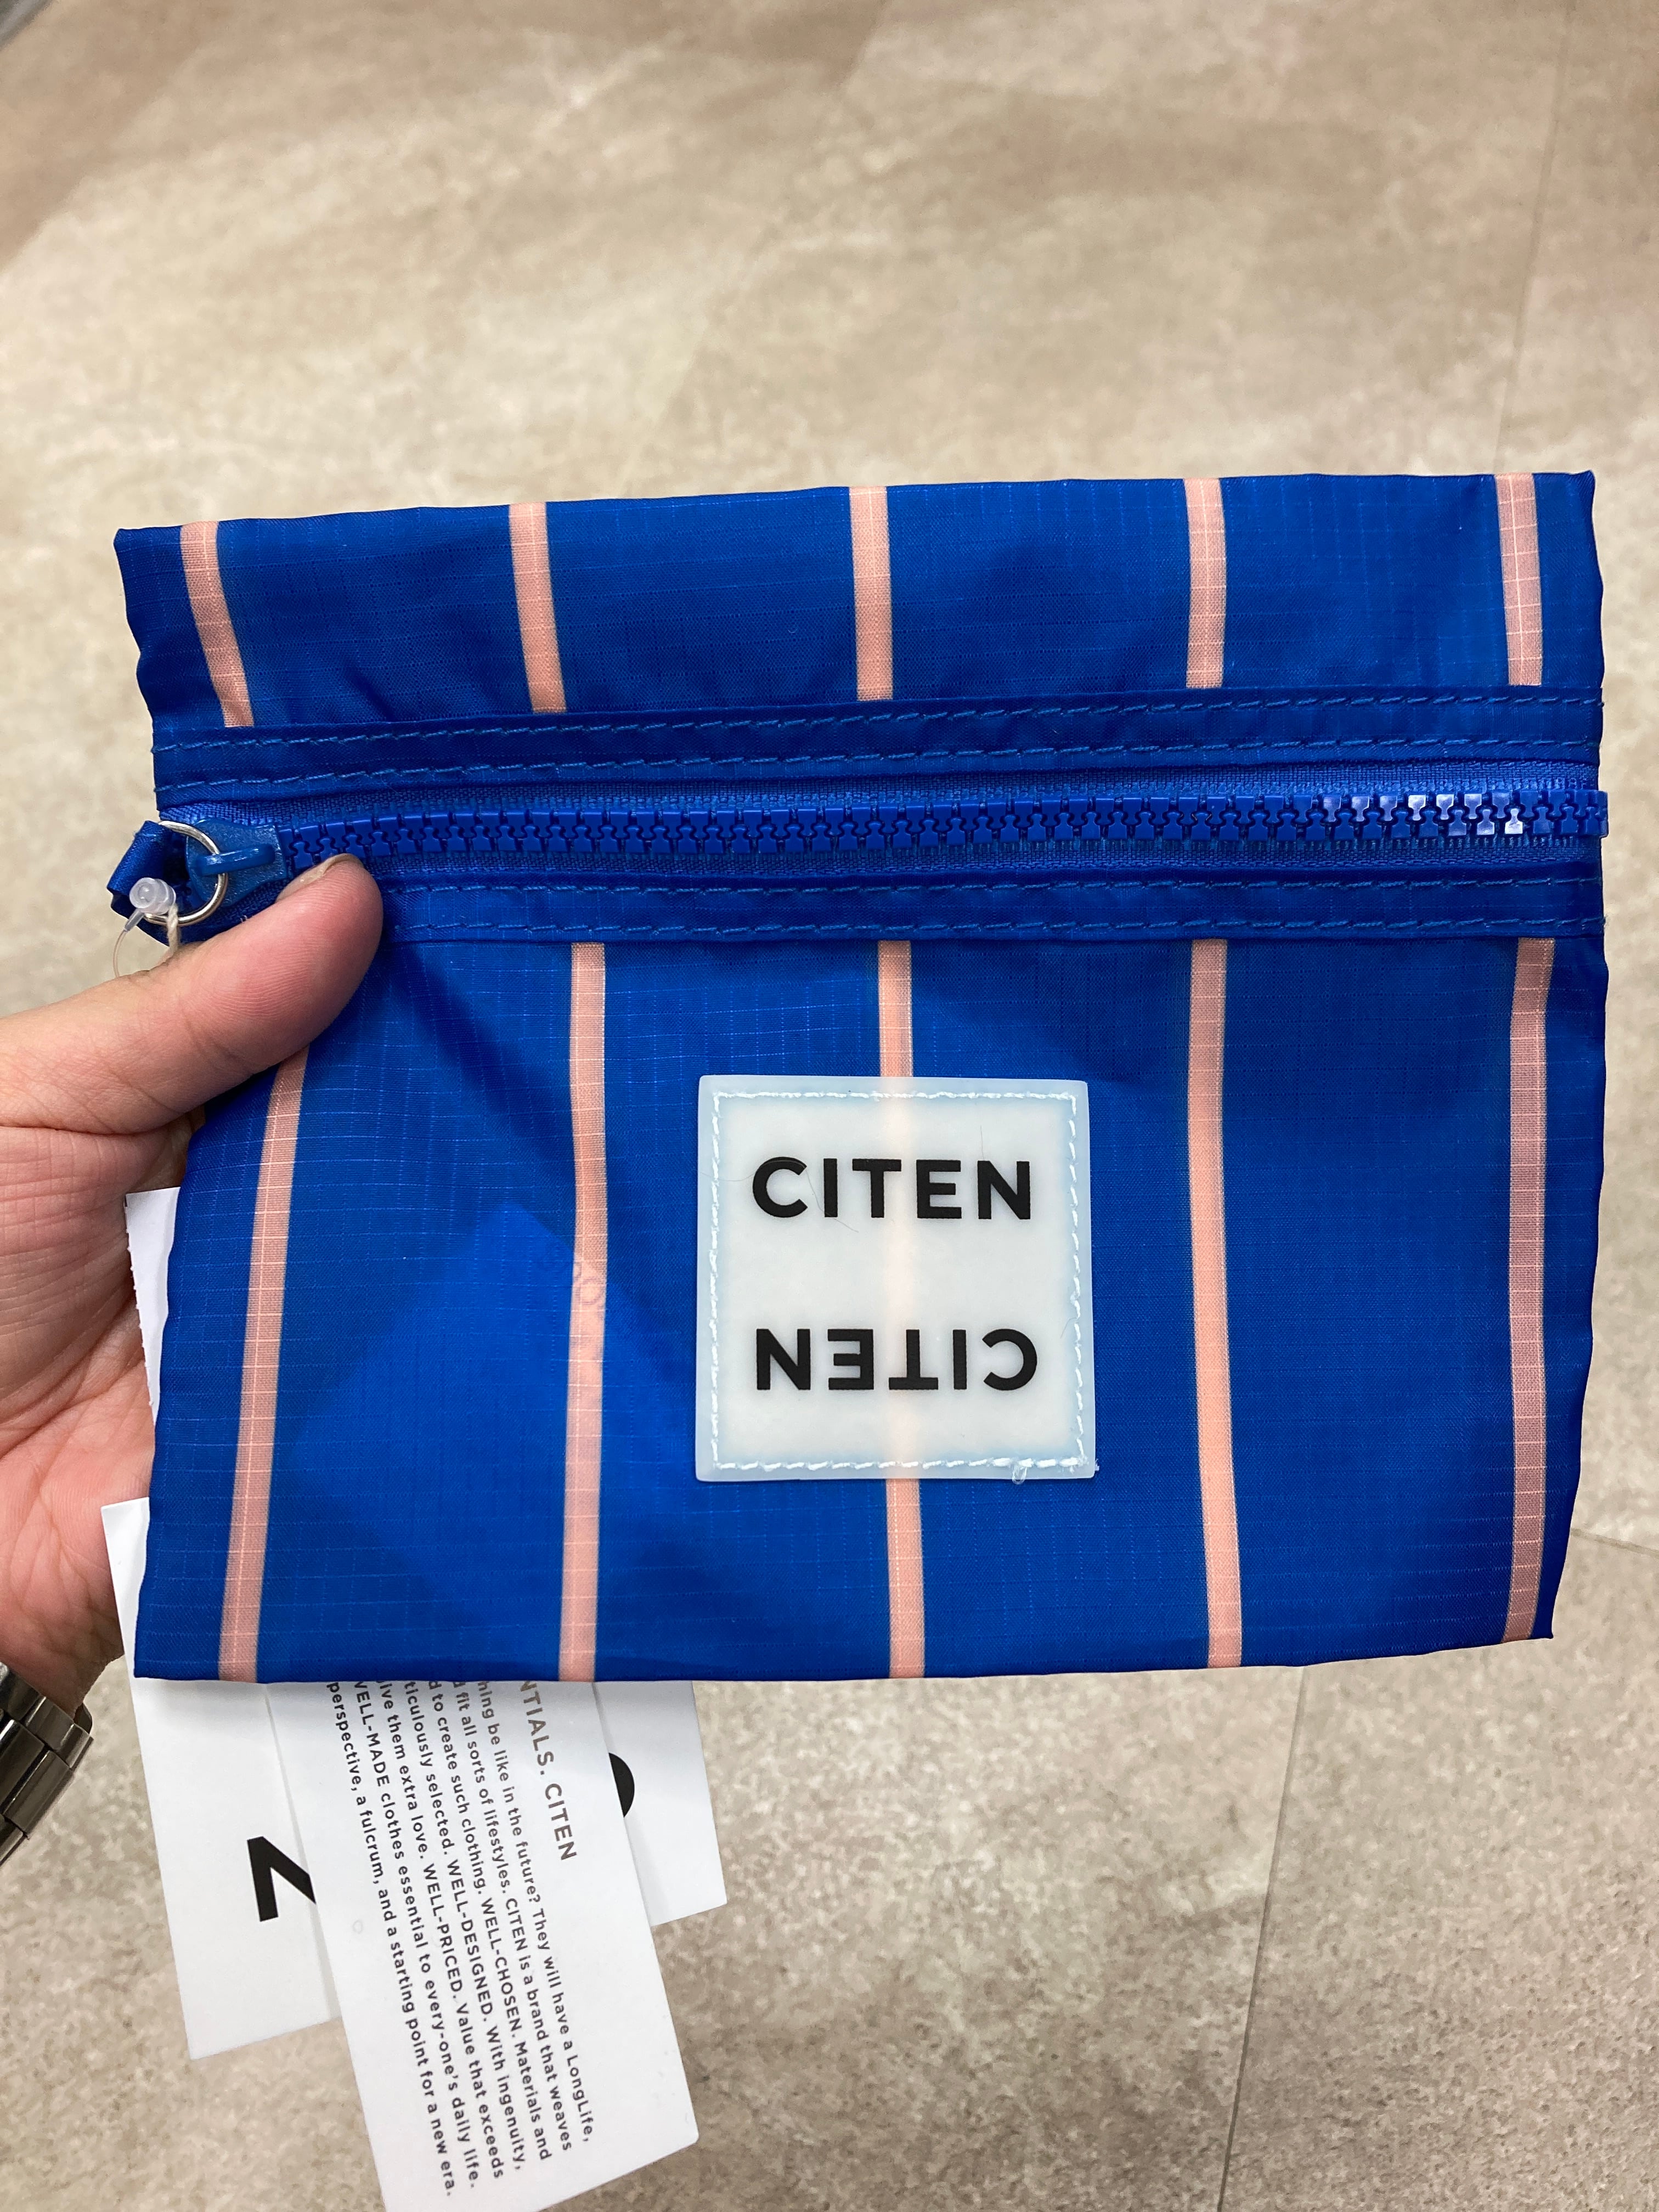 CITEN
CITEN
NTIALS. CITEN
hing be like in the future? They will have a LongLife,
fit all sorts of lifestyles. CITEN is a brand that weaves
to create such clothing. WELL-CHOSEN. Materials and
ticulously selected. WELL-DESIGNED. With ingenuity,
ive them extra love. WELL-PRICED. Value that exceeds
WELL-MADE clothes essential to every-one's daily life.
perspective, a fulcrum, and a starting point for a new era.